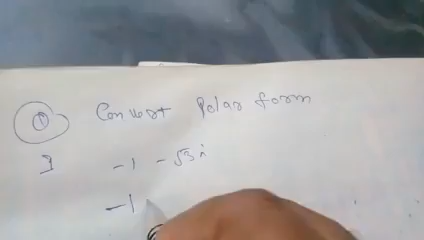 ① Convert Polar form
1 -1 - √3 i
-1